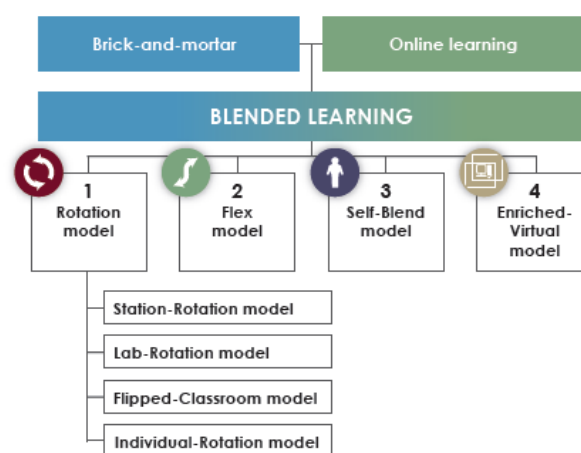 Brick-and-mortar
Online learning
BLENDED LEARNING
1
Rotation
model
2
Flex
model
3
Self-Blend
model
4
Enriched-
Virtual
model
Station-Rotation model
Lab-Rotation model
Flipped-Classroom model
Individual-Rotation model